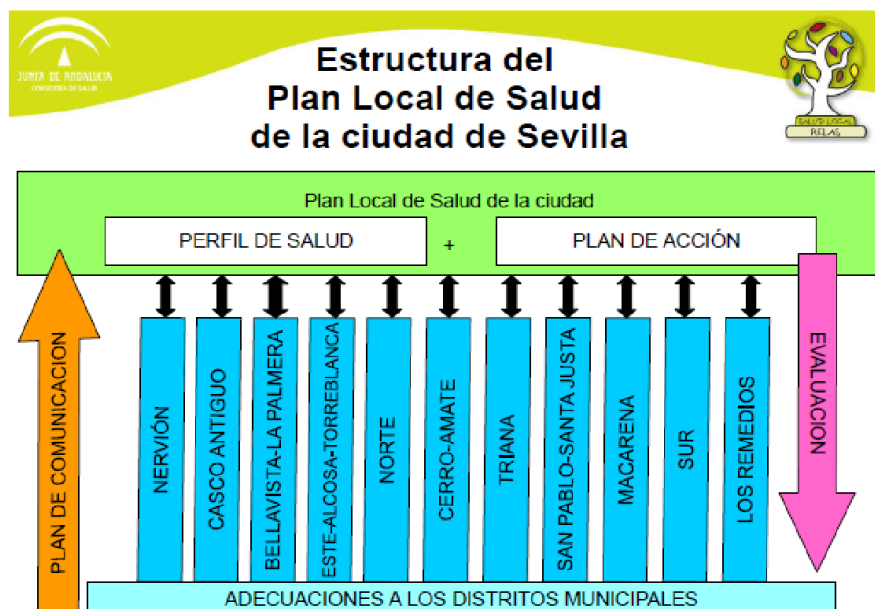 JUNTA DE ANDALUCIA
CONSEJERÍA DE SALUD
Estructura del
Plan Local de Salud
de la ciudad de Sevilla
SALUD LOCAL
RELAS
Plan Local de Salud de la ciudad
PERFIL DE SALUD
+
PLAN DE ACCIÓN
PLAN DE COMUNICACION
NERVIÓN
CASCO ANTIGUO
BELLAVISTA-LA PALMERA
ESTE-ALCOSA-TORREBLANCA
NORTE
CERRO-AMATE
TRIANA
SAN PABLO-SANTA JUSTA
MACARENA
SUR
LOS REMEDIOS
EVALUACION
ADECUACIONES A LOS DISTRITOS MUNICIPALES